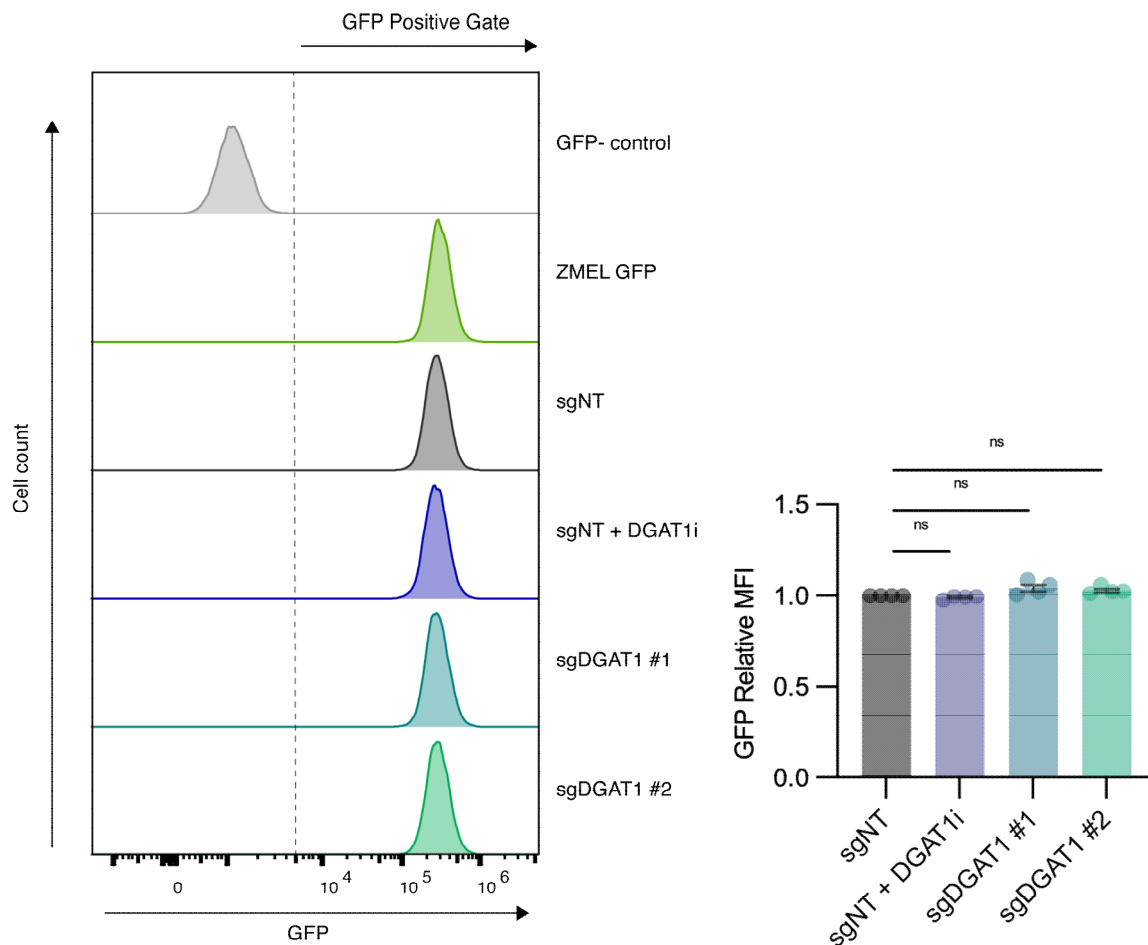 GFP Positive Gate
GFP- control
ZMEL GFP
sgNT
sgNT + DGAT1i
sgDGAT1 #1
sgDGAT1 #2
Cell count
0
10 4
10 5
10 6
GFP
ns
ns
ns
1.5
1.0
0.5
0.0
GFP Relative MFI
sgNT
sgNT + DGAT1i
sgDGAT1 #1
sgDGAT1 #2